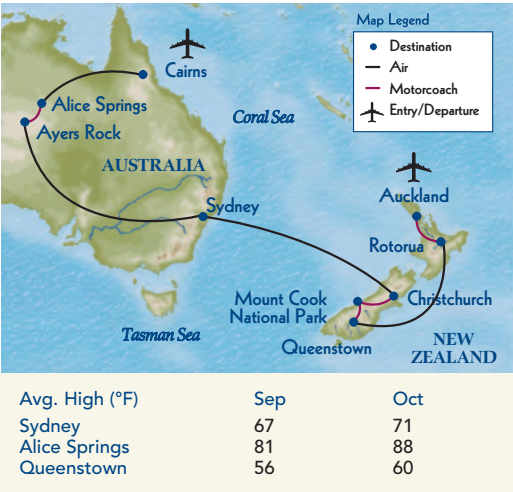 Map Legend
Destination
Air
Motorcoach
Entry/Departure
Cairns
Alice Springs
Ayers Rock
Coral Sea
AUSTRALIA
Sydney
Auckland
Rotorua
Mount Cook
National Park
Christchurch
Tasman Sea
Queenstown
NEW
ZEALAND
Avg. High (°F) Sep Oct
Sydney 67 71
Alice Springs 81 88
Queenstown 56 60